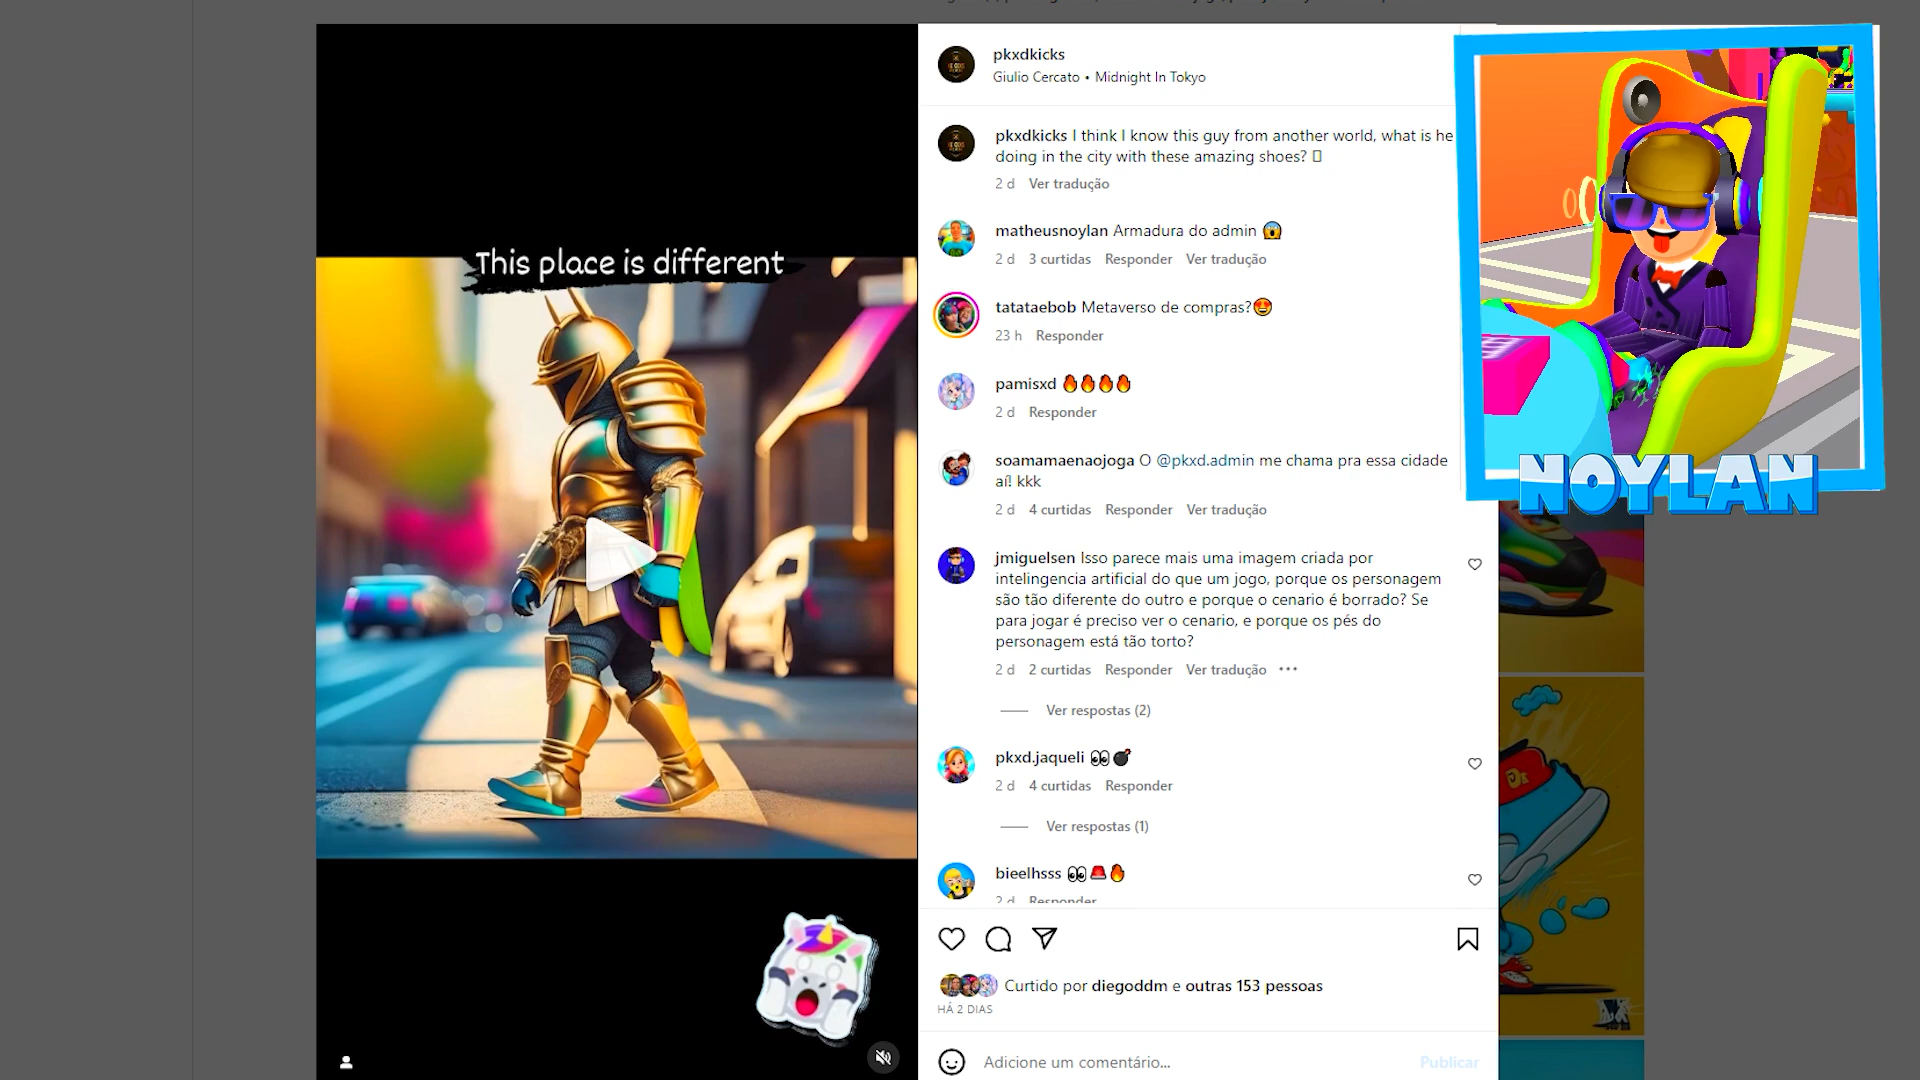 pkxdkicks
Giulio Cercato • Midnight In Tokyo
pkxdkicks I think I know this guy from another world, what is he
doing in the city with these amazing shoes?
2 d Ver tradução
matheusnoylan Armadura do admin 😱
2 d 3 curtidas Responder Ver tradução
tatataebob Metaverso de compras?😍
23 h Responder
pamisxd 🔥🔥🔥🔥
2 d Responder
soamamaenaojoga O @pkxd.admin me chama pra essa cidade
aí! kkk
2 d 4 curtidas Responder Ver tradução
jmiguelsen Isso parece mais uma imagem criada por
intelingencia artificial do que um jogo, porque os personagem
são tão diferente do outro e porque o cenario é borrado? Se
para jogar é preciso ver o cenario, e porque os pés do
personagem está tão torto?
2 d 2 curtidas Responder Ver tradução •••
Ver respostas (2)
pkxd.jaqueli 👀💣
2 d 4 curtidas Responder
Ver respostas (1)
bieelhsss 👀🚨🔥
2 d Responder
Curtido por diegoddm e outras 153 pessoas
HÁ 2 DIAS
Adicione um comentário...
Publicar
This place is different
NOYLAN